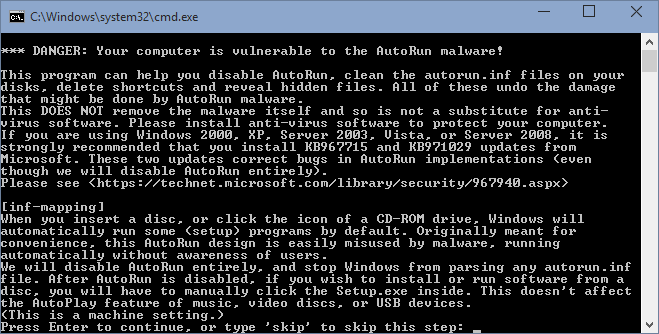 C:\Windows\system32\cmd.exe
*** DANGER: Your computer is vulnerable to the AutoRun malware!
This program can help you disable AutoRun, clean the autorun.inf files on your
disks, delete shortcuts and reveal hidden files. All of these undo the damage
that might be done by AutoRun malware.
This DOES NOT remove the malware itself and so is not a substitute for anti-
virus software. Please install anti-virus software to protect your computer.
If you are using Windows 2000, XP, Server 2003, Vista, or Server 2008, it is
strongly recommended that you install KB967715 and KB971029 updates from
Microsoft. These two updates correct bugs in AutoRun implementations (even
though we will disable AutoRun entirely).
Please see <https://technet.microsoft.com/library/security/967940.aspx>
[inf-mapping]
When you insert a disc, or click the icon of a CD-ROM drive, Windows will
automatically run some (setup) programs by default. Originally meant for
convenience, this AutoRun design is easily misused by malware, running
automatically without awareness of users.
We will disable AutoRun entirely, and stop Windows from parsing any autorun.inf
file. After AutoRun is disabled, if you wish to install or run software from a
disc, you will have to manually click the Setup.exe inside. This doesn't affect
the AutoPlay feature of music, video discs, or USB devices.
(This is a machine setting.)
Press Enter to continue, or type 'skip' to skip this step: _